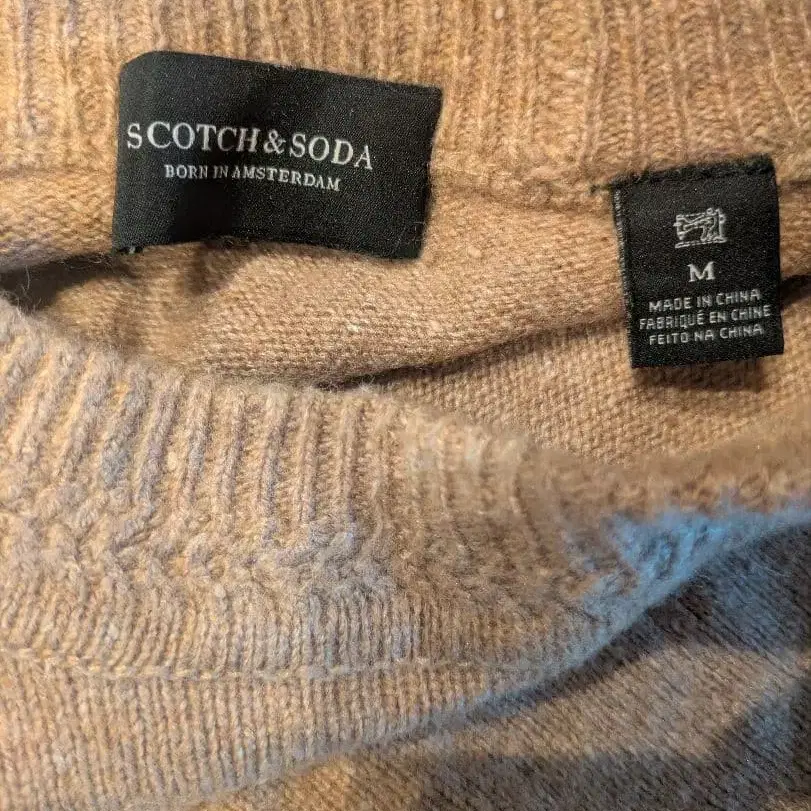 SCOTCH & SODA
BORN IN AMSTERDAM
M
MADE IN CHINA
FABRIQUÉ EN CHINE
FEITO NA CHINA